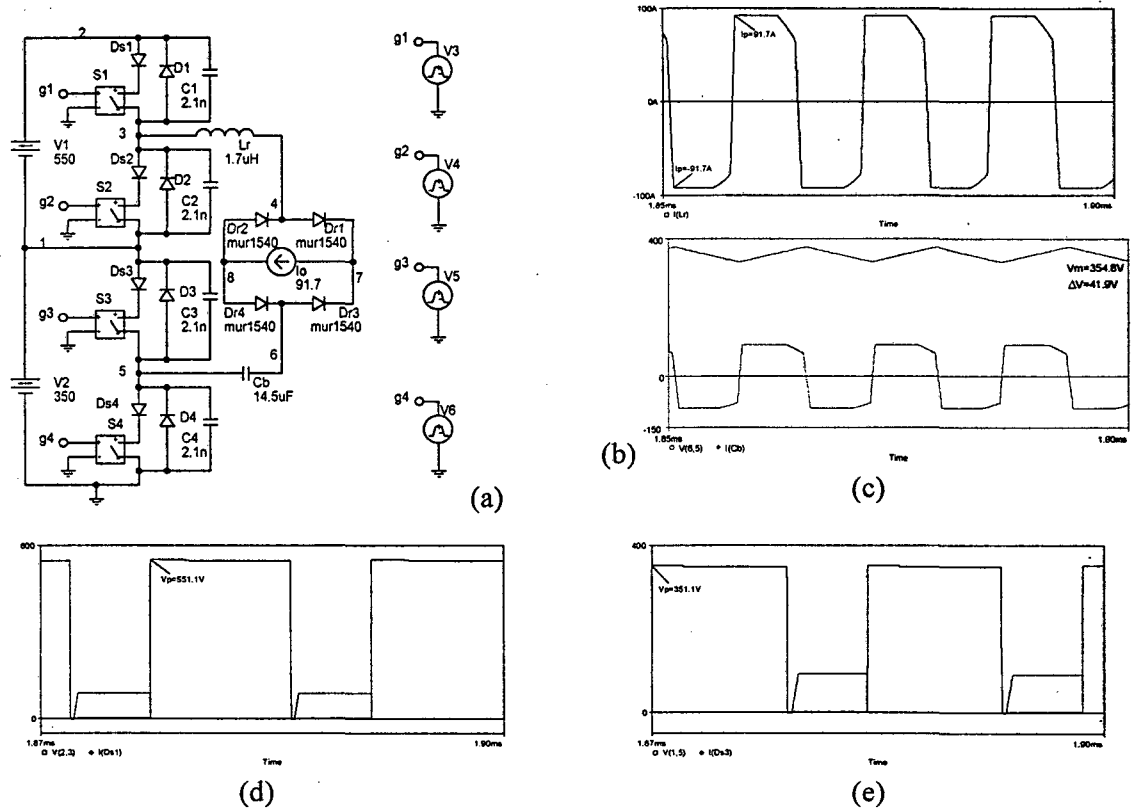 2
Ds1
D1
S1
g1
C1
2.1n
3
V1
550
Lr
1.7uH
Ds2
D2
S2
g2
C2
2.1n
4
Dr2
mur1540
Dr1
mur1540
1
8
Io
91.7
7
Ds3
D3
S3
g3
C3
2.1n
Dr4
mur1540
Dr3
mur1540
5
6
V2
350
Cb
14.5uF
Ds4
D4
S4
g4
C4
2.1n
g1
V3
g2
V4
g3
V5
g4
V6
(a)
100A
Ip=91.7A
0A
Ip=-91.7A
-100A
1.85ms
1.90ms
I(Lr)
Time
(b)
400
Vm=354.8V
ΔV=41.9V
0
-150
1.85ms
1.90ms
V(6,5) I(Cb)
Time
(c)
600
Vp=551.1V
0
1.87ms
1.90ms
V(2,3) I(Ds1)
Time
(d)
400
Vp=351.1V
0
1.87ms
1.90ms
V(1,5) I(Ds3)
Time
(e)